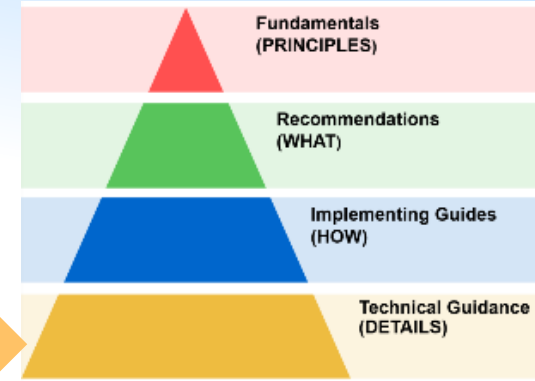 Fundamentals
(PRINCIPLES)
Recommendations
(WHAT)
Implementing Guides
(HOW)
Technical Guidance
(DETAILS)